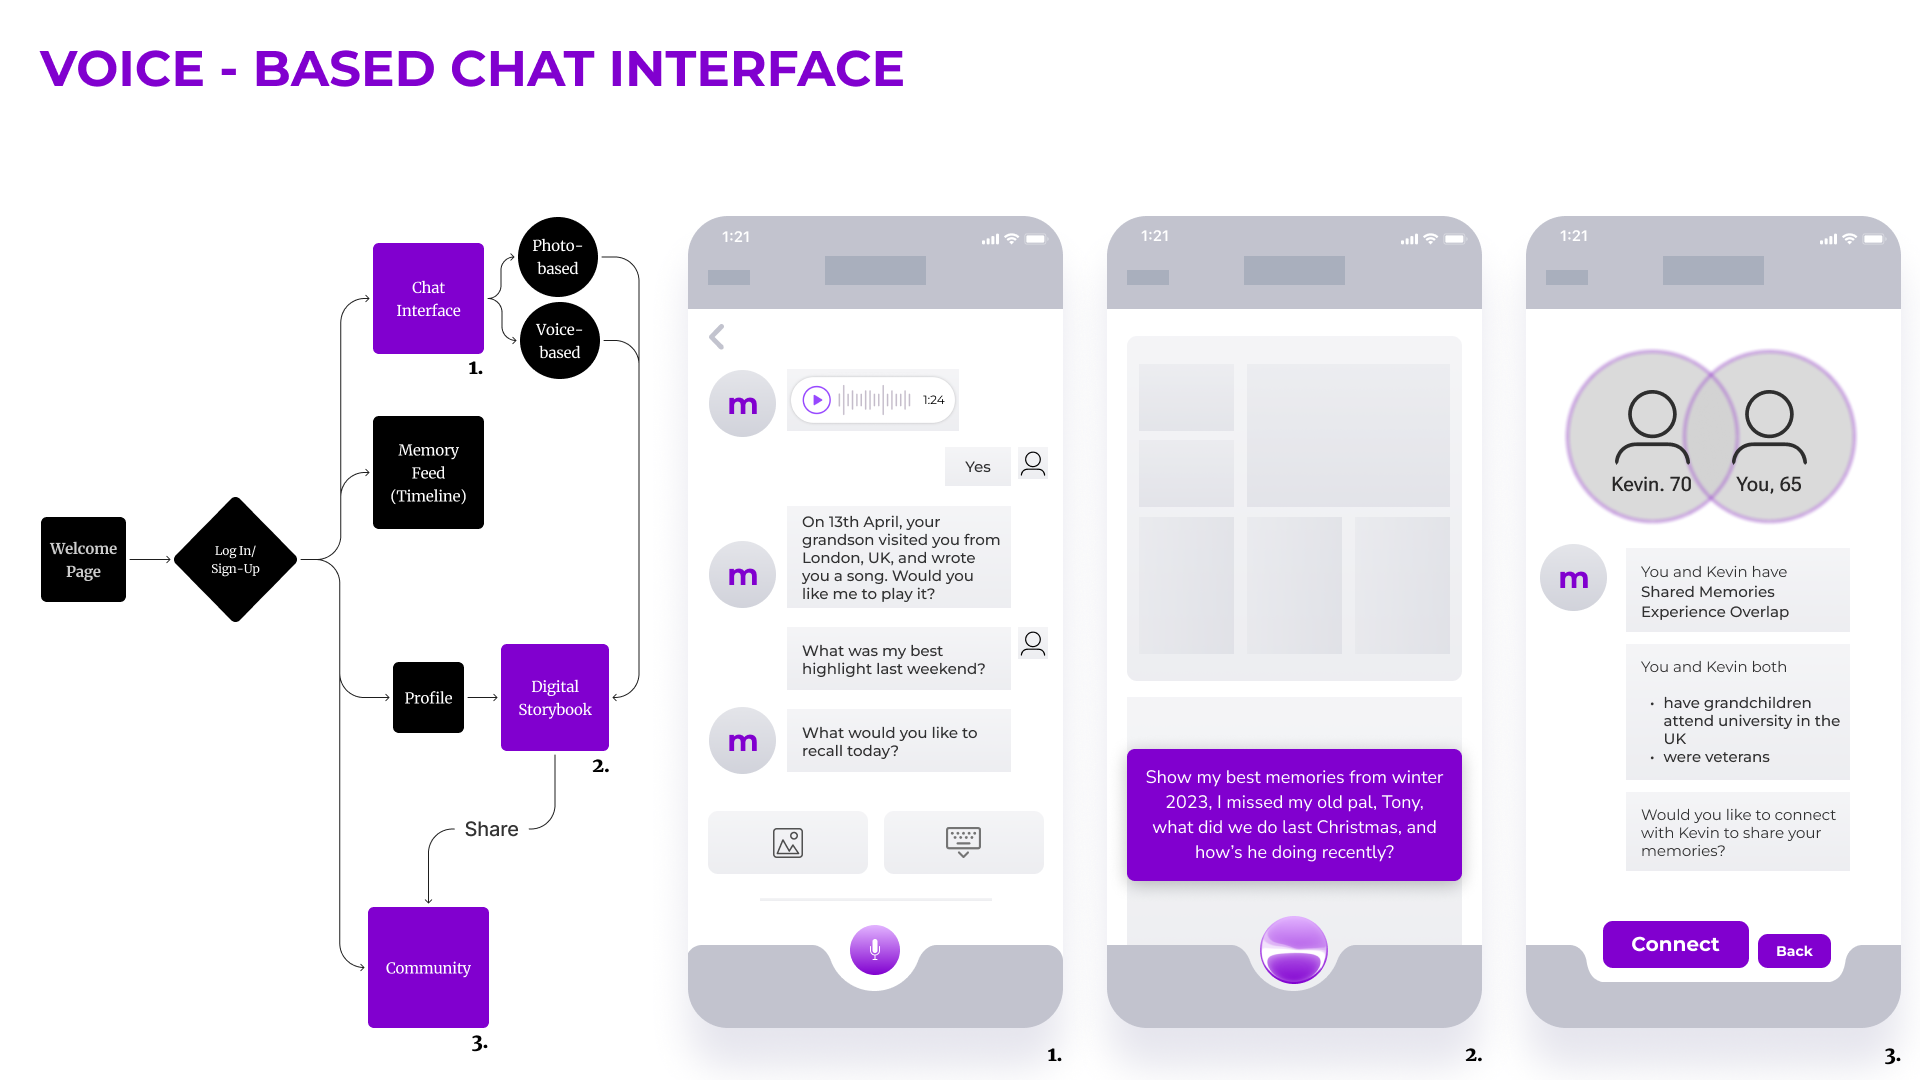 VOICE - BASED CHAT INTERFACE
Welcome
Page
Log In/
Sign-Up
Chat
Interface
1.
Photo-
based
Voice-
based
Memory
Feed
(Timeline)
Profile
Digital
Storybook
2.
Share
Community
3.
1:21
m
1:24
Yes
m
On 13th April, your
grandson visited you from
London, UK, and wrote
you a song. Would you
like me to play it?
What was my best
highlight last weekend?
m
What would you like to
recall today?
1.
1:21
Show my best memories from winter
2023, I missed my old pal, Tony,
what did we do last Christmas, and
how's he doing recently?
2.
1:21
Kevin. 70
You, 65
m
You and Kevin have
Shared Memories
Experience Overlap
You and Kevin both
• have grandchildren
attend university in the
UK
• were veterans
Would you like to connect
with Kevin to share your
memories?
Connect
Back
3.